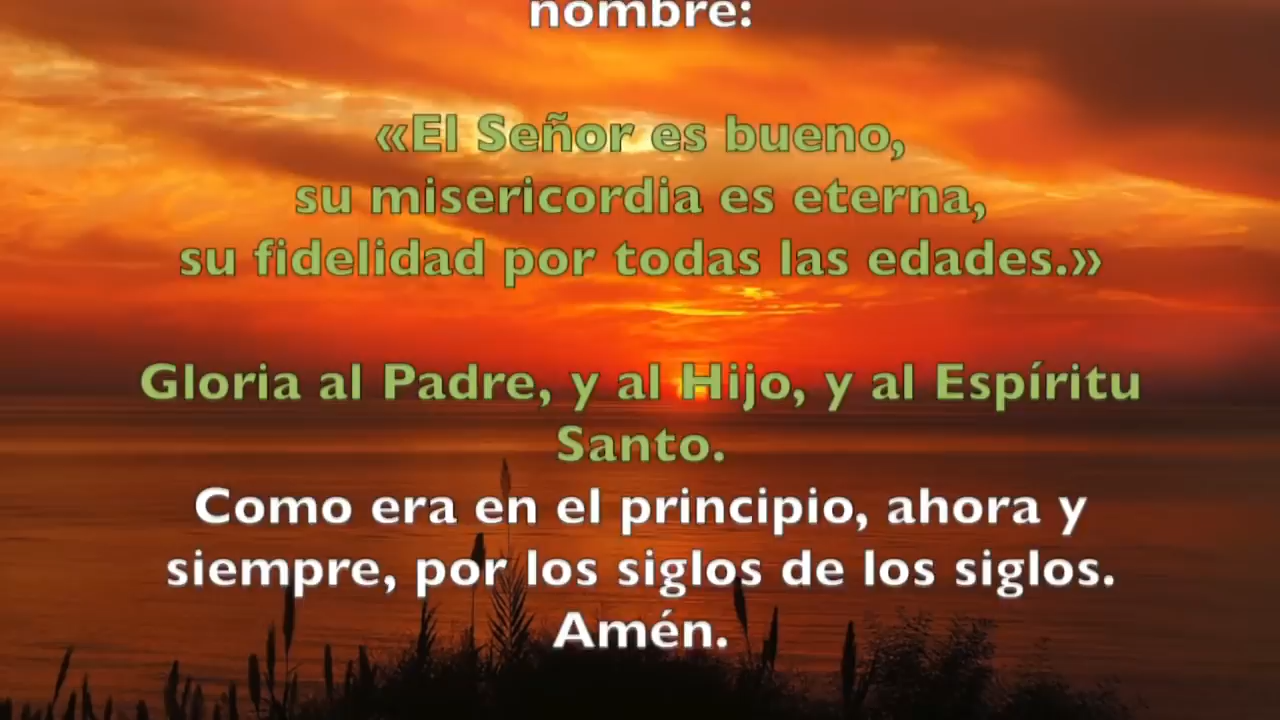 nombre:
«El Señor es bueno,
su misericordia es eterna,
su fidelidad por todas las edades.»
Gloria al Padre, y al Hijo, y al Espíritu
Santo.
Como era en el principio, ahora y
siempre, por los siglos de los siglos.
Amén.